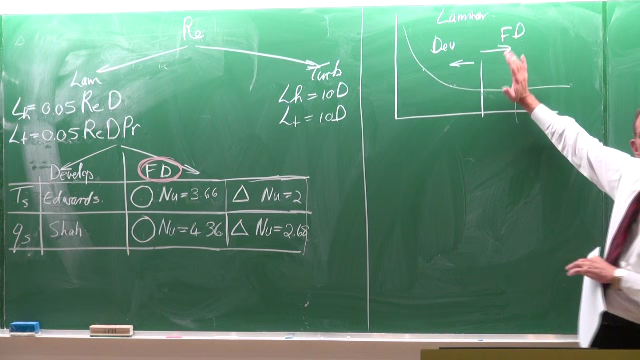 Re
Lam
Turb
Lh = 0.05 Re D
Lt = 0.05 Re D Pr
Lh = 10D
Lt = 10D
Develop
FD
Ts
Edwards
Nu = 3.66
Nu = 2
qs
Shah
Nu = 4.36
Nu = 2.68
Laminar
Dev
FD